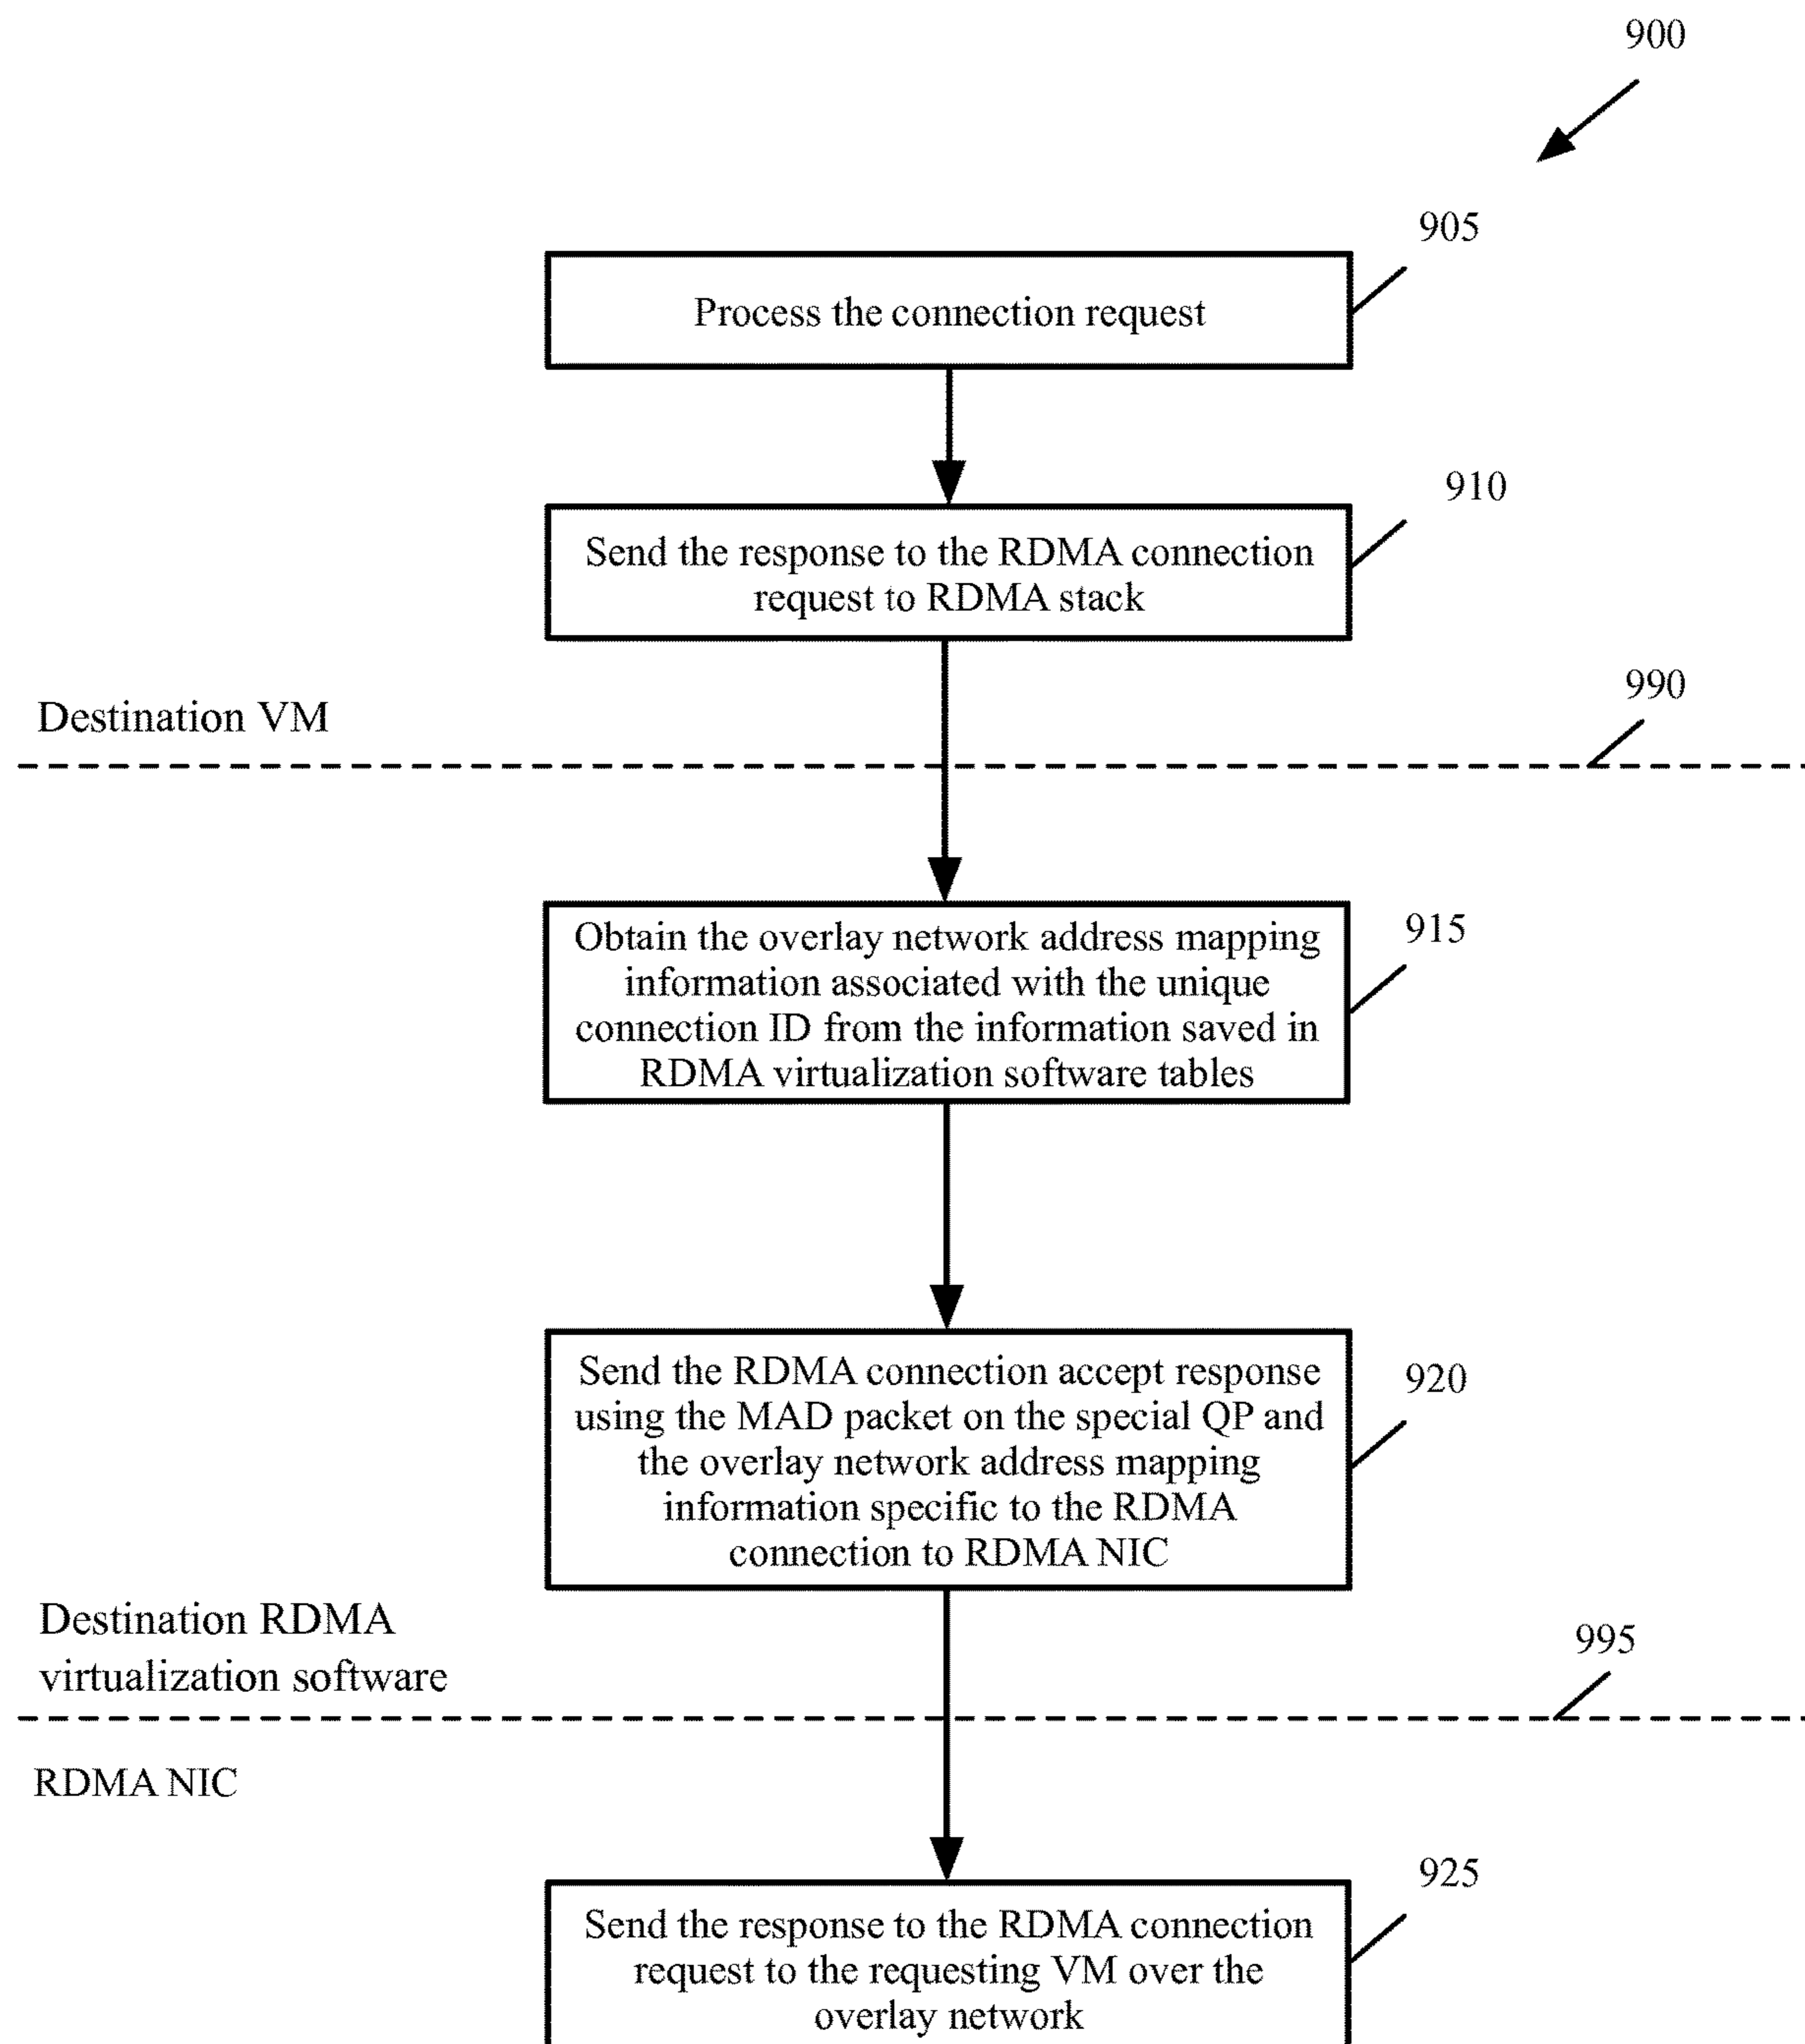 900
905
Process the connection request
910
Send the response to the RDMA connection
request to RDMA stack
990
Destination VM
915
Obtain the overlay network address mapping
information associated with the unique
connection ID from the information saved in
RDMA virtualization software tables
920
Send the RDMA connection accept response
using the MAD packet on the special QP and
the overlay network address mapping
information specific to the RDMA
connection to RDMA NIC
Destination RDMA
virtualization software
995
RDMA NIC
925
Send the response to the RDMA connection
request to the requesting VM over the
overlay network